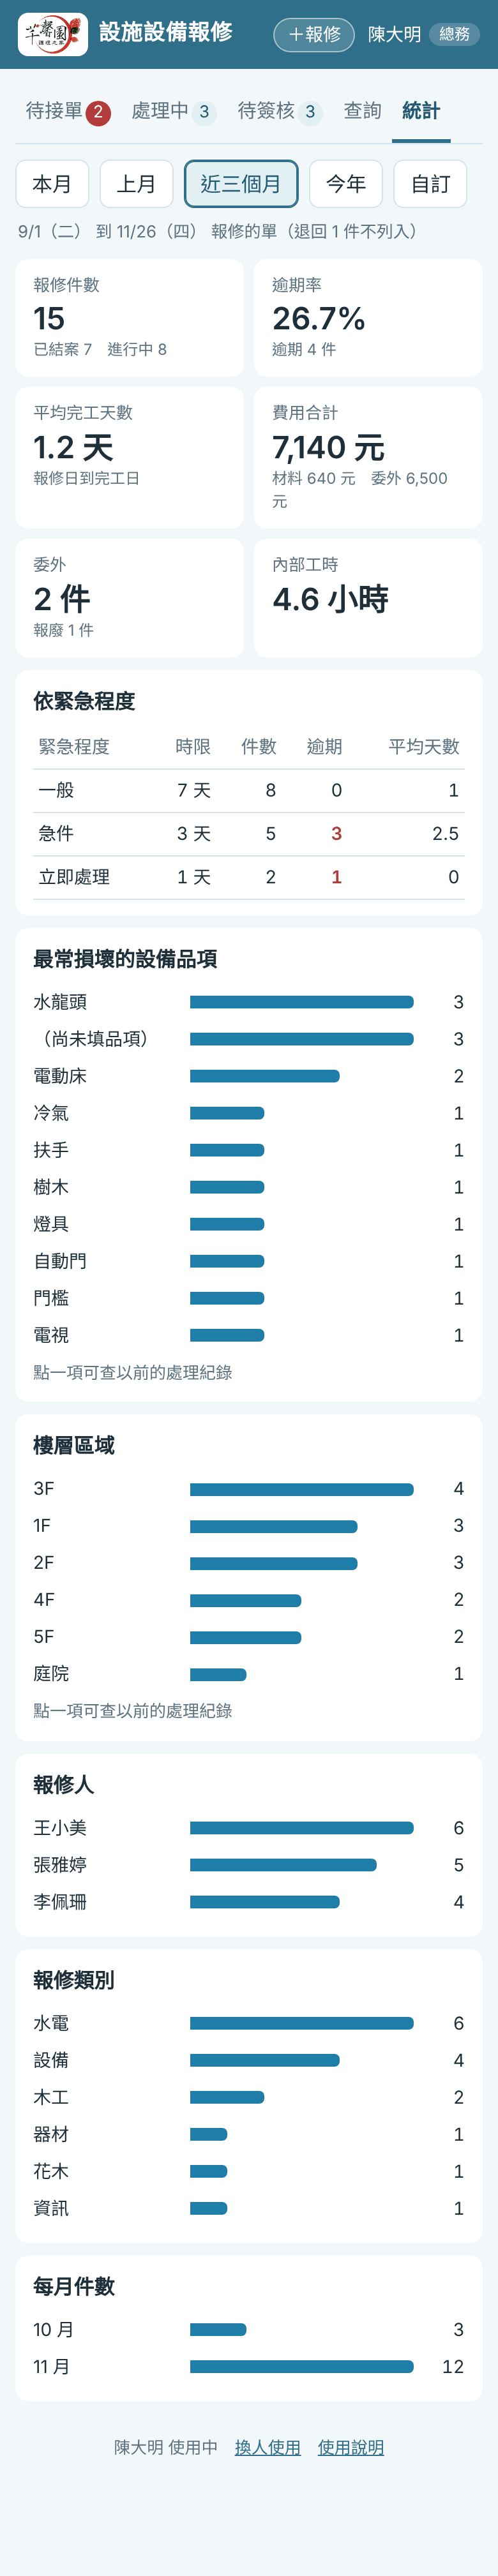 芊馨園
護理之家
設施設備報修
＋報修
陳大明
總務
待接單 2
處理中 3
待簽核 3
查詢
統計
本月
上月
近三個月
今年
自訂
9/1（二） 到 11/26（四） 報修的單（退回 1 件不列入）
報修件數
15
已結案 7　進行中 8
逾期率
26.7%
逾期 4 件
平均完工天數
1.2 天
報修日到完工日
費用合計
7,140 元
材料 640 元　委外 6,500
元
委外
2 件
報廢 1 件
內部工時
4.6 小時
依緊急程度
緊急程度 時限 件數 逾期 平均天數
一般 7 天 8 0 1
急件 3 天 5 3 2.5
立即處理 1 天 2 1 0
最常損壞的設備品項
水龍頭 3
（尚未填品項） 3
電動床 2
冷氣 1
扶手 1
樹木 1
燈具 1
自動門 1
門檻 1
電視 1
點一項可查以前的處理紀錄
樓層區域
3F 4
1F 3
2F 3
4F 2
5F 2
庭院 1
點一項可查以前的處理紀錄
報修人
王小美 6
張雅婷 5
李佩珊 4
報修類別
水電 6
設備 4
木工 2
器材 1
花木 1
資訊 1
每月件數
10 月 3
11 月 12
陳大明 使用中 換人使用 使用說明